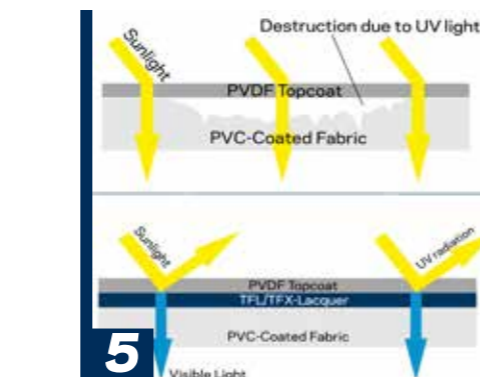 Destruction due to UV light
Sunlight
PVDF Topcoat
PVC-Coated Fabric
Sunlight
UV radiation
PVDF Topcoat
TFL/TFX-Lacquer
PVC-Coated Fabric
5
Visible Light